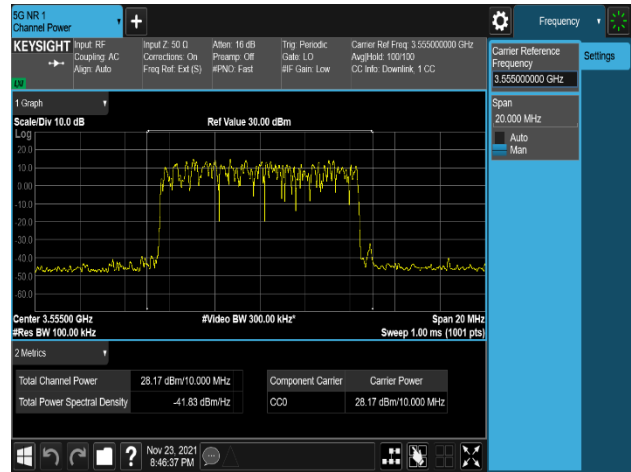 5G NR 1
Channel Power
Frequency
KEYSIGHT
Input: RF
Coupling: AC
Align: Auto
Input Z: 50 Ω
Corrections: On
Freq Ref: Ext (S)
Atten: 16 dB
Preamp: Off
#PNO: Fast
Trig: Periodic
Gate: LO
#IF Gain: Low
Carrier Ref Freq: 3.555000000 GHz
Avg|Hold: 100/100
CC Info: Downlink, 1 CC
Carrier Reference
Frequency
3.555000000 GHz
Settings
Span
20.000 MHz
Auto
Man
1 Graph
Scale/Div 10.0 dB
Ref Value 30.00 dBm
Log
20.0
10.0
0.00
-10.0
-20.0
-30.0
-40.0
-50.0
-60.0
Center 3.55500 GHz
#Video BW 300.00 kHz*
Span 20 MHz
#Res BW 100.00 kHz
Sweep 1.00 ms (1001 pts)
2 Metrics
Total Channel Power
28.17 dBm/10.000 MHz
Total Power Spectral Density
-41.83 dBm/Hz
Component Carrier
Carrier Power
CC0
28.17 dBm/10.000 MHz
?
Nov 23, 2021
8:46:37 PM